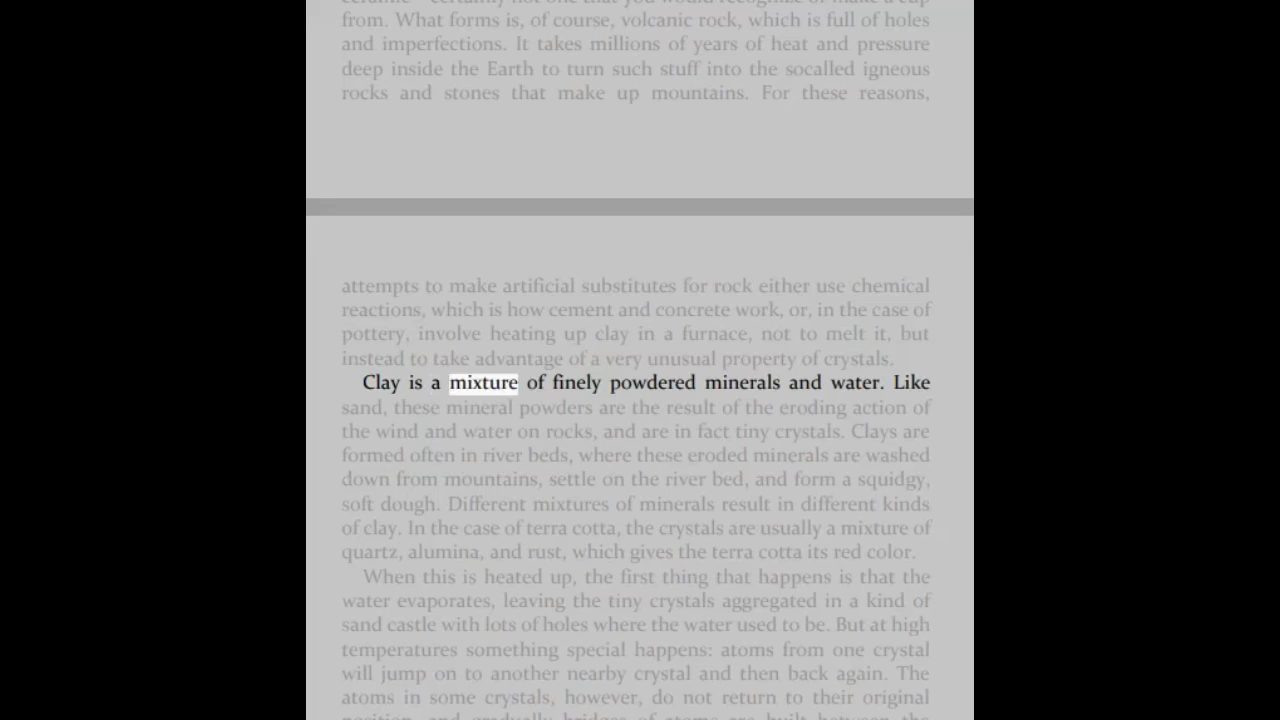 from. What forms is, of course, volcanic rock, which is full of holes
and imperfections. It takes millions of years of heat and pressure
deep inside the Earth to turn such stuff into the socalled igneous
rocks and stones that make up mountains. For these reasons,
attempts to make artificial substitutes for rock either use chemical
reactions, which is how cement and concrete work, or, in the case of
pottery, involve heating up clay in a furnace, not to melt it, but
instead to take advantage of a very unusual property of crystals.
Clay is a mixture of finely powdered minerals and water. Like
sand, these mineral powders are the result of the eroding action of
the wind and water on rocks, and are in fact tiny crystals. Clays are
formed often in river beds, where these eroded minerals are washed
down from mountains, settle on the river bed, and form a squidgy,
soft dough. Different mixtures of minerals result in different kinds
of clay. In the case of terra cotta, the crystals are usually a mixture of
quartz, alumina, and rust, which gives the terra cotta its red color.
When this is heated up, the first thing that happens is that the
water evaporates, leaving the tiny crystals aggregated in a kind of
sand castle with lots of holes where the water used to be. But at high
temperatures something special happens: atoms from one crystal
will jump on to another nearby crystal and then back again. The
atoms in some crystals, however, do not return to their original